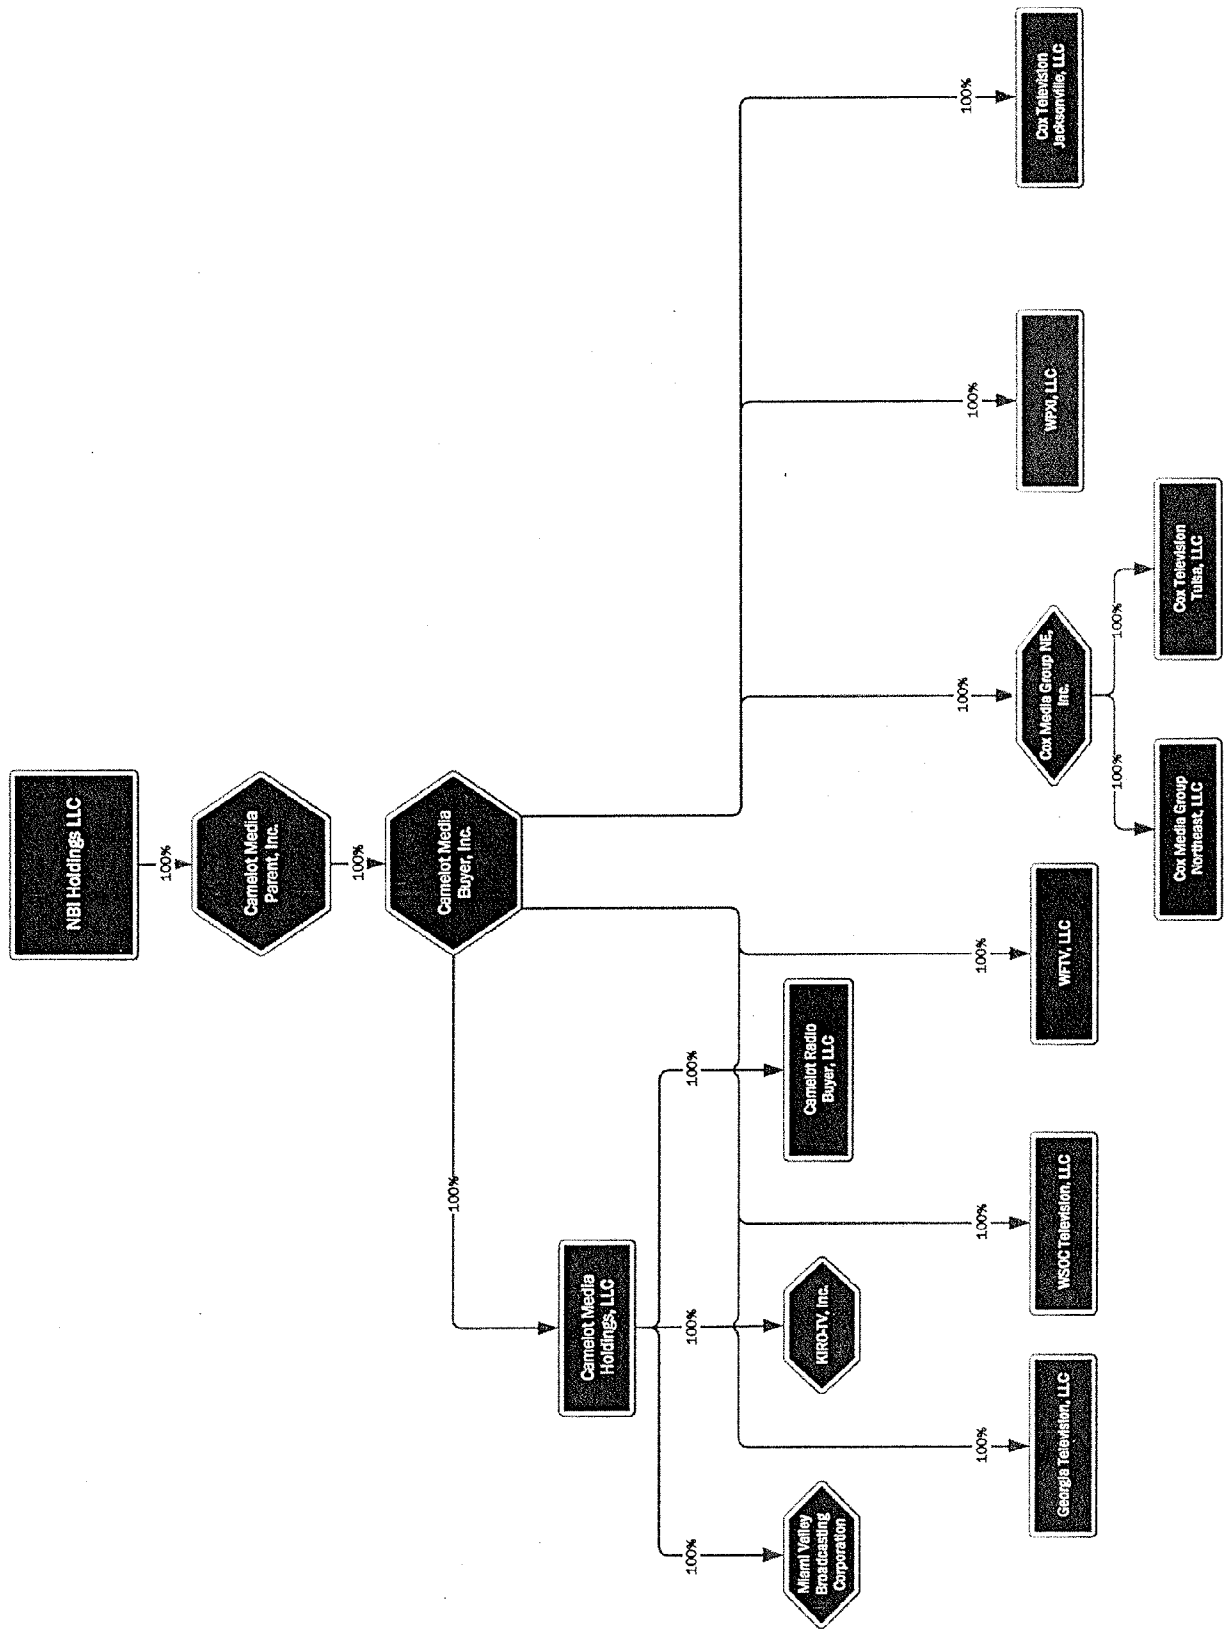 NBI Holdings LLC
100%
Camelot Media
Parent, Inc.
100%
Camelot Media
Buyer, Inc.
100%
Camelot Media
Holdings, LLC
100%
100%
100%
Miami Valley
Broadcasting
Corporation
KIRO-TV, Inc.
Camelot Radio
Buyer, LLC
100%
100%
100%
100%
100%
100%
Georgia Television, LLC
WSOC Television, LLC
WFTV, LLC
Cox Media Group NE,
Inc.
WPXI, LLC
Cox Television
Jacksonville, LLC
100%
100%
Cox Media Group
Northeast, LLC
Cox Television
Tulsa, LLC